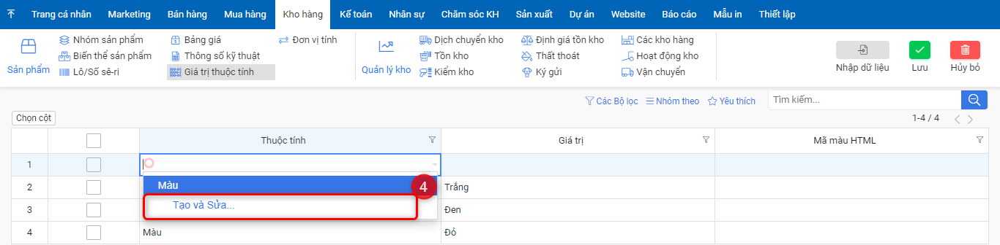 Trang cá nhân Marketing Bán hàng Mua hàng Kho hàng Kế toán Nhân sự Chăm sóc KH Sản xuất Dự án Website Báo cáo Mẫu in Thiết lập
Nhóm sản phẩm Bảng giá Đơn vị tính Dịch chuyển kho Định giá tồn kho Các kho hàng
Biến thể sản phẩm Thông số kỹ thuật Tồn kho Thất thoát Hoạt động kho
Sản phẩm Lô/Số sê-ri Giá trị thuộc tính Quản lý kho Kiểm kho Ký gửi Vận chuyển Nhập dữ liệu Lưu Hủy bỏ
Các Bộ lọc Nhóm theo Yêu thích Tìm kiếm...
Chọn cột 1-4 / 4
Thuộc tính Giá trị Mã màu HTML
1
Màu 4
2 Trắng
Tạo và Sửa...
3 Đen
4 Màu Đỏ